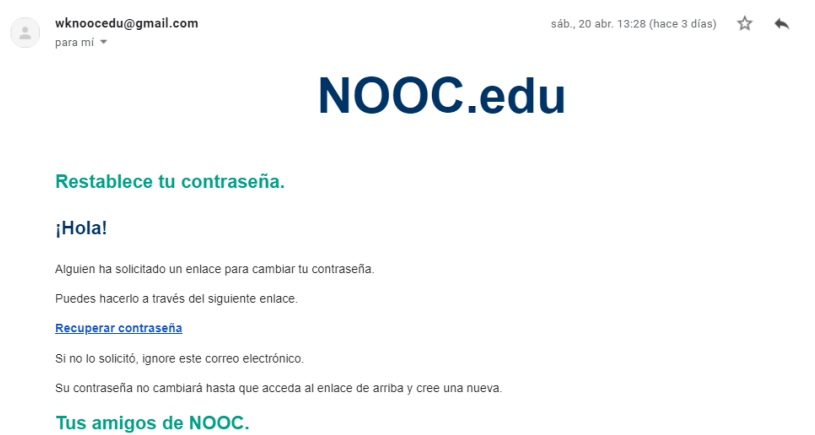 wknoocedu@gmail.com sáb., 20 abr. 13:28 (hace 3 días)
para mí
NOOC.edu
Restablece tu contraseña.
¡Hola!
Alguien ha solicitado un enlace para cambiar tu contraseña.
Puedes hacerlo a través del siguiente enlace.
Recuperar contraseña
Si no lo solicitó, ignore este correo electrónico.
Su contraseña no cambiará hasta que acceda al enlace de arriba y cree una nueva.
Tus amigos de NOOC.